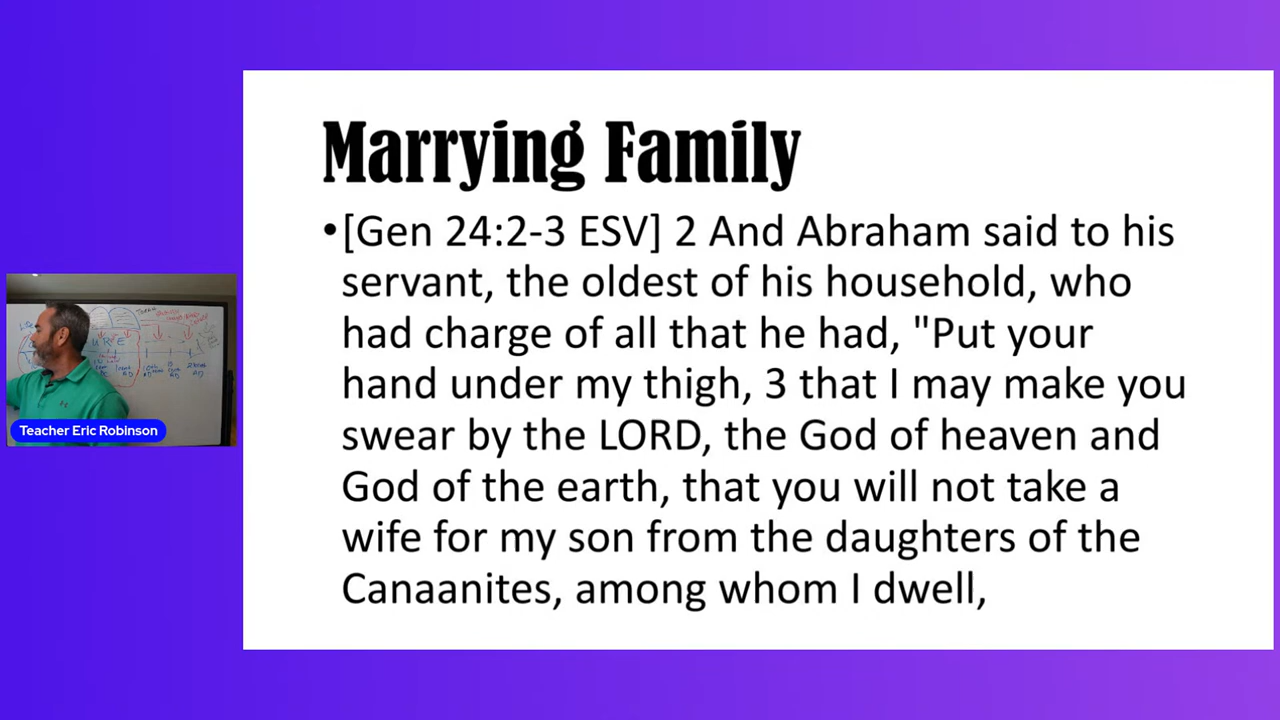 Marrying Family
•[Gen 24:2-3 ESV] 2 And Abraham said to his
servant, the oldest of his household, who
had charge of all that he had, "Put your
hand under my thigh, 3 that I may make you
swear by the LORD, the God of heaven and
God of the earth, that you will not take a
wife for my son from the daughters of the
Canaanites, among whom I dwell,
Teacher Eric Robinson